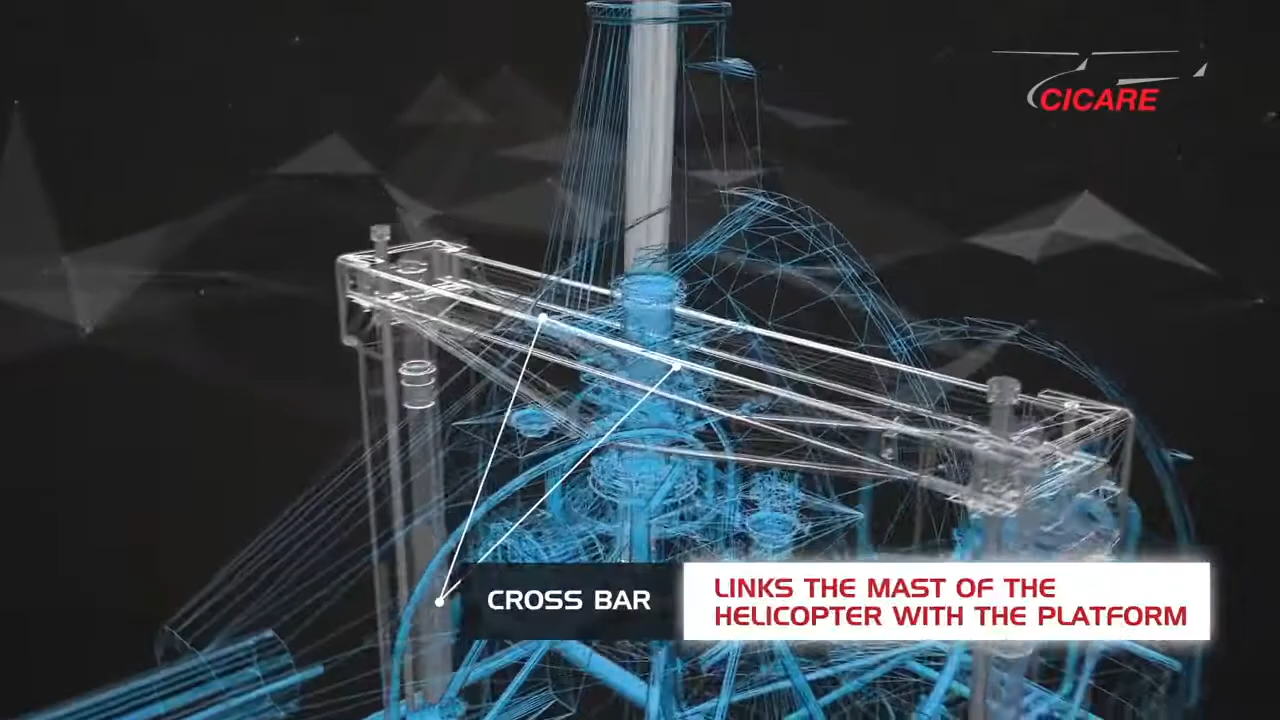 CICARE
CROSS BAR
LINKS THE MAST OF THE
HELICOPTER WITH THE PLATFORM